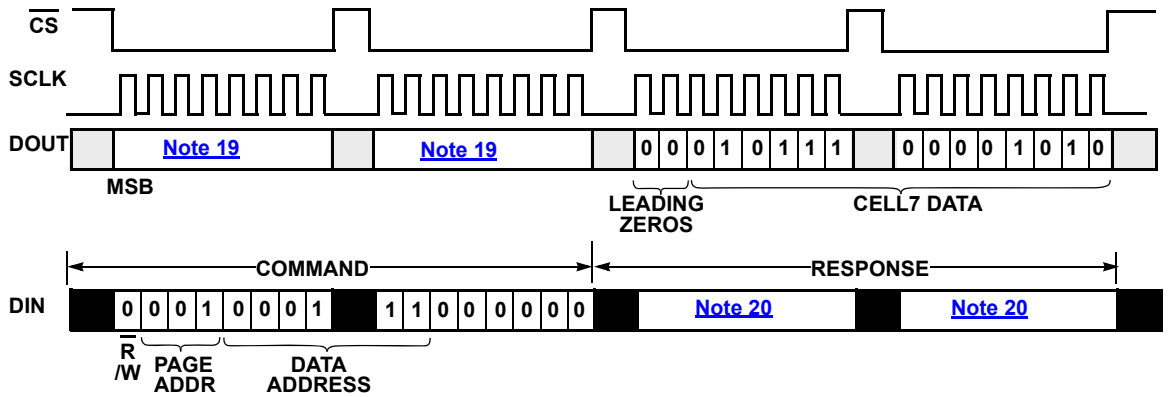 CS
SCLK
DOUT Note 19 Note 19 0 0 0 1 0 1 1 1 0 0 0 0 1 0 1 0
MSB
LEADING ZEROS
CELL7 DATA
COMMAND RESPONSE
DIN 0 0 0 1 0 0 0 1 1 1 0 0 0 0 0 0 Note 20 Note 20
R /W
PAGE ADDR
DATA ADDRESS